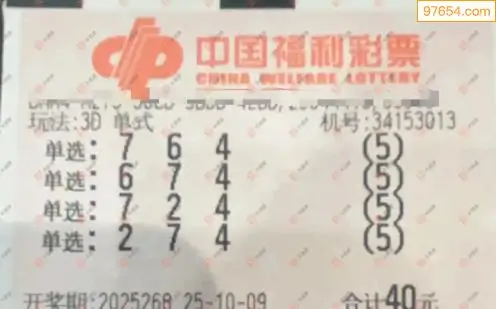 97654.com
中国福利彩票
CHINA WELFARE LOTTERY
玩法:3D 单式 机号:34153013
单选: 7 6 4 (5)
单选: 6 7 4 (5)
单选: 7 2 4 (5)
单选: 2 7 4 (5)
开奖期:2025268 25-10-09 合计40元